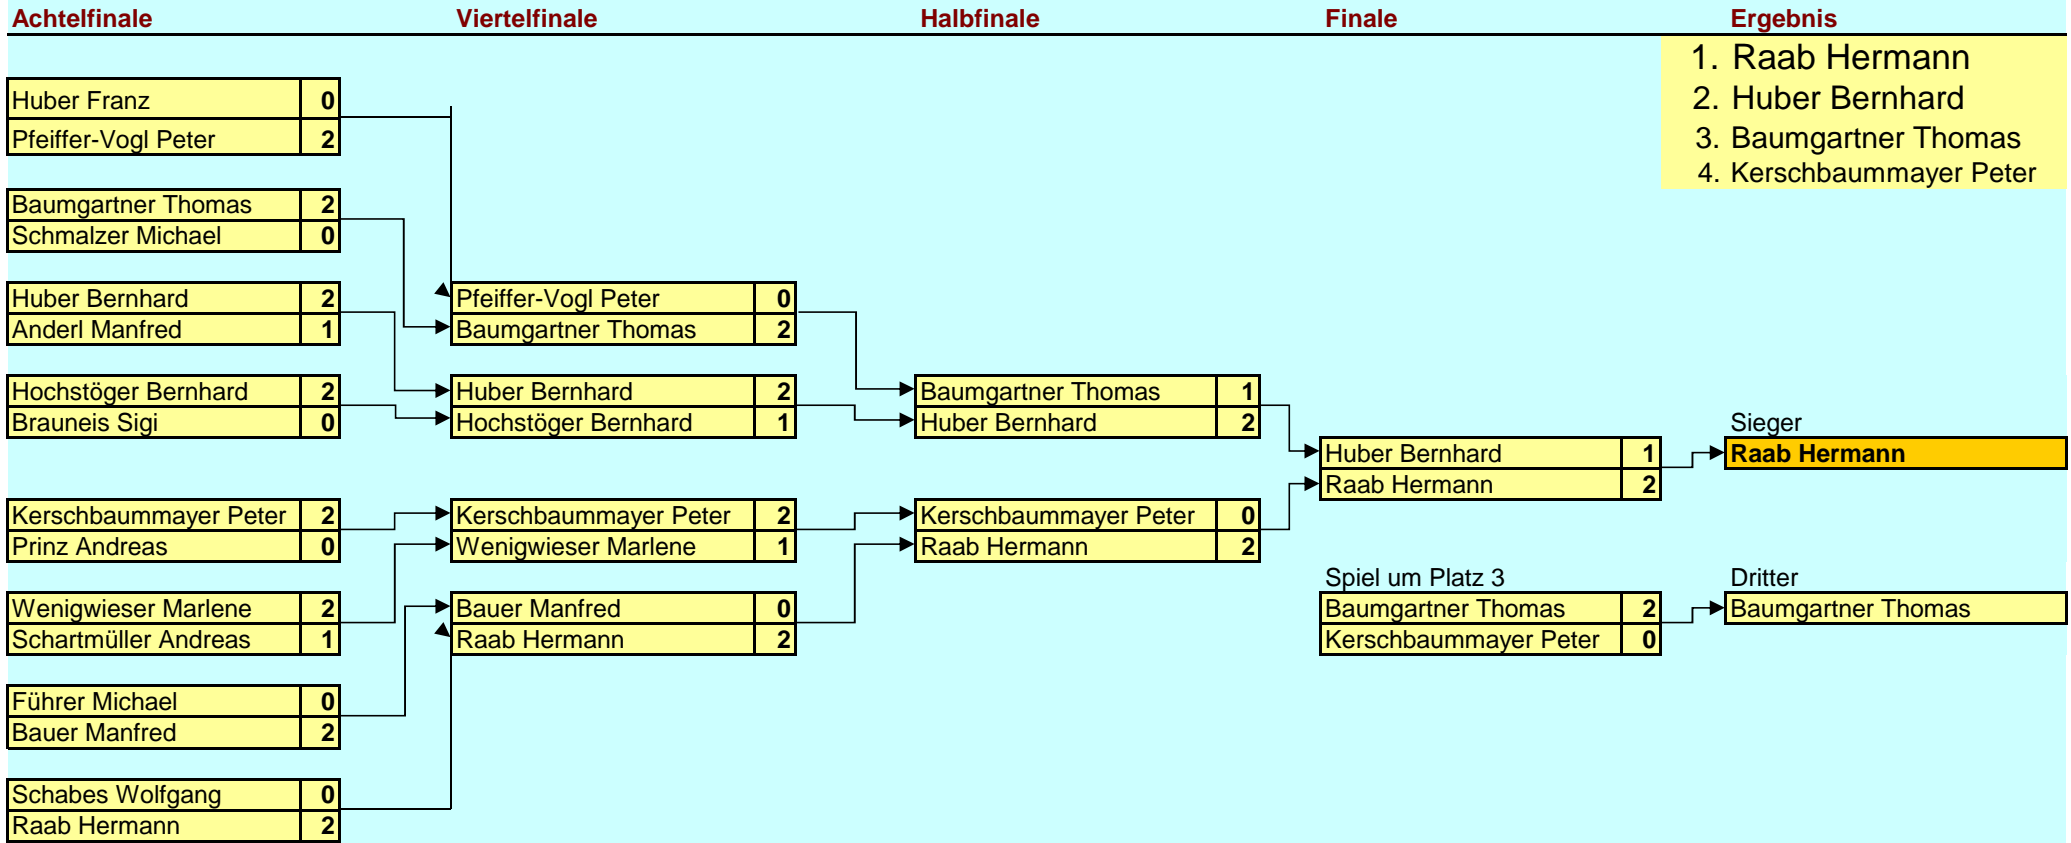 Achtelfinale Viertelfinale Halbfinale Finale Ergebnis
1. Raab Hermann
2. Huber Bernhard
3. Baumgartner Thomas
4. Kerschbaummayer Peter
Huber Franz 0
Pfeiffer-Vogl Peter 2
Baumgartner Thomas 2
Schmalzer Michael 0
Huber Bernhard 2
Anderl Manfred 1
Hochstöger Bernhard 2
Brauneis Sigi 0
Kerschbaummayer Peter 2
Prinz Andreas 0
Wenigwieser Marlene 2
Schartmüller Andreas 1
Führer Michael 0
Bauer Manfred 2
Schabes Wolfgang 0
Raab Hermann 2
Pfeiffer-Vogl Peter 0
Baumgartner Thomas 2
Huber Bernhard 2
Hochstöger Bernhard 1
Kerschbaummayer Peter 2
Wenigwieser Marlene 1
Bauer Manfred 0
Raab Hermann 2
Baumgartner Thomas 1
Huber Bernhard 2
Kerschbaummayer Peter 0
Raab Hermann 2
Huber Bernhard 1
Raab Hermann 2
Spiel um Platz 3
Baumgartner Thomas 2
Kerschbaummayer Peter 0
Sieger
Raab Hermann
Dritter
Baumgartner Thomas